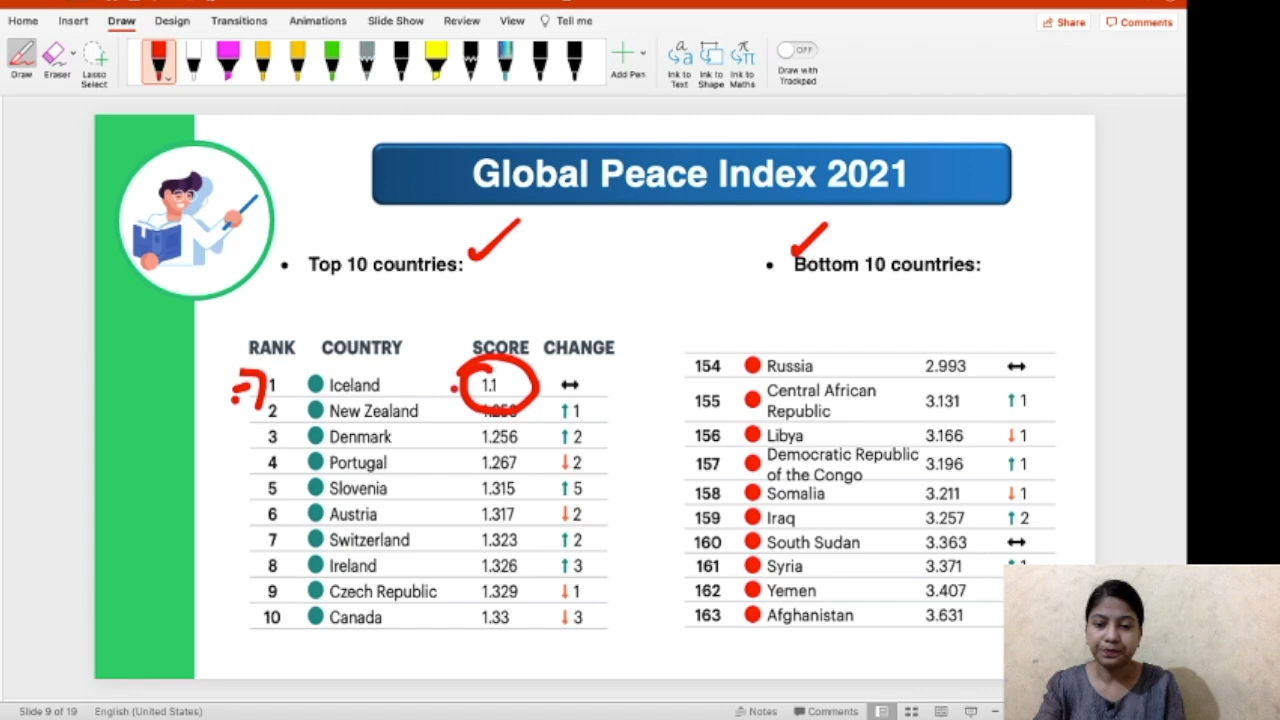 Home Insert Draw Design Transitions Animations Slide Show Review View Tell me Share Comments
Draw Eraser Lasso Select Add Pen Ink to Text Ink to Shape Ink to Maths OFF Draw with Trackpad
Global Peace Index 2021
• Top 10 countries:
• Bottom 10 countries:
RANK COUNTRY SCORE CHANGE
1 Iceland 1.1 ↔
2 New Zealand ↑ 1
3 Denmark 1.256 ↑ 2
4 Portugal 1.267 ↓ 2
5 Slovenia 1.315 ↑ 5
6 Austria 1.317 ↓ 2
7 Switzerland 1.323 ↑ 2
8 Ireland 1.326 ↑ 3
9 Czech Republic 1.329 ↓ 1
10 Canada 1.33 ↓ 3
154 Russia 2.993 ↔
155 Central African Republic 3.131 ↑ 1
156 Libya 3.166 ↓ 1
157 Democratic Republic of the Congo 3.196 ↑ 1
158 Somalia 3.211 ↓ 1
159 Iraq 3.257 ↑ 2
160 South Sudan 3.363 ↔
161 Syria 3.371
162 Yemen 3.407
163 Afghanistan 3.631
Slide 9 of 19 English (United States) Notes Comments